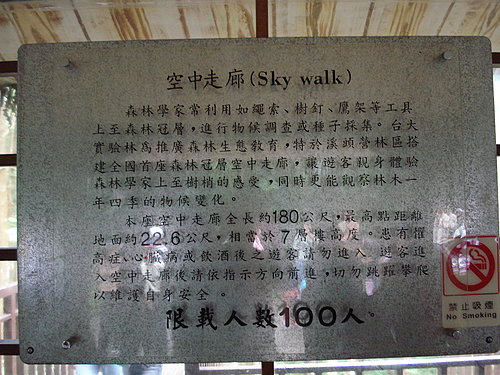 空中走廊(Sky walk)
森林學家常利用如繩索、樹釘、鷹架等工具
上至森林冠層，進行物候調查或種子採集。台大
實驗林為推廣森林生態教育，特於溪頭營林區搭
建全國首座森林冠層空中走廊，讓遊客親身體驗
森林學家上至樹梢的感受，同時更能觀察林木一
年四季的物候變化。
本座空中走廊全長約180公尺，最高點距離
地面約22.6公尺，相當於7層樓高度。患有懼
高症、心臟病或飲酒後之遊客請勿進入 遊客進
入空中走廊後請依指示方向前進，切勿跳躍攀爬
以維護自身安全。
限載人數100人。
禁止吸煙
No Smoking